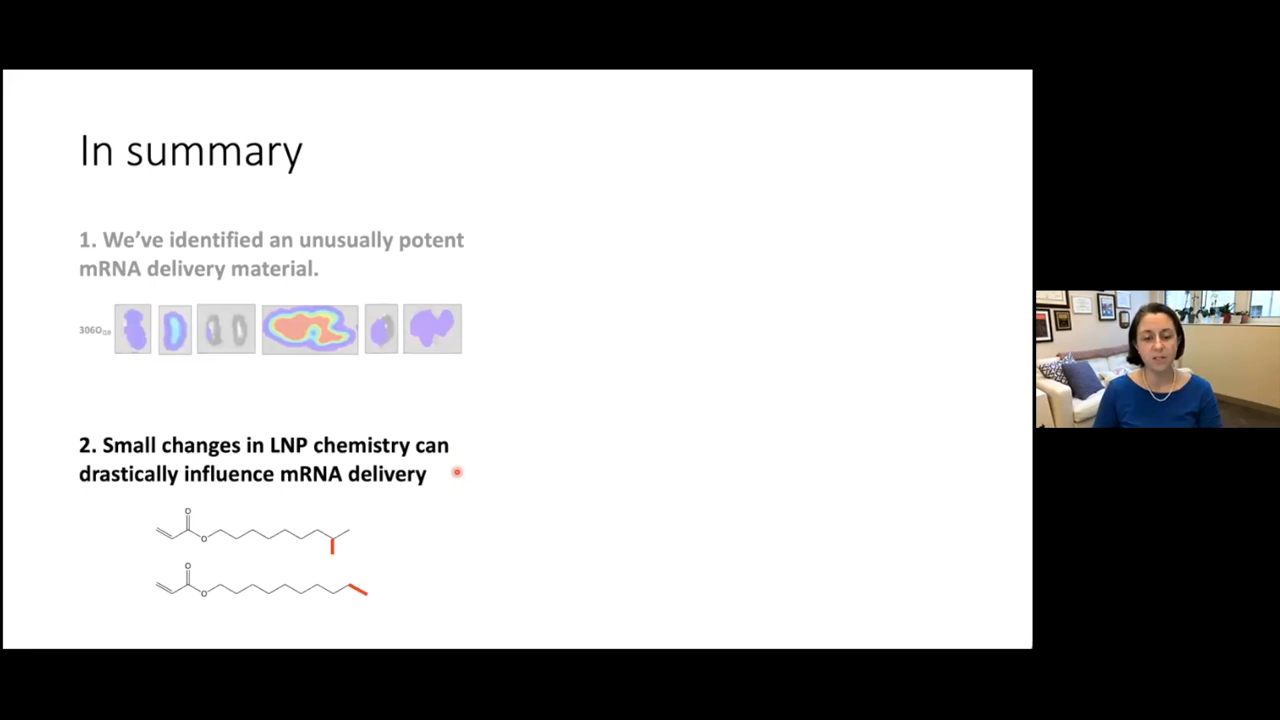 In summary
1. We’ve identified an unusually potent
mRNA delivery material.
306O
2. Small changes in LNP chemistry can
drastically influence mRNA delivery
O
O
O
O